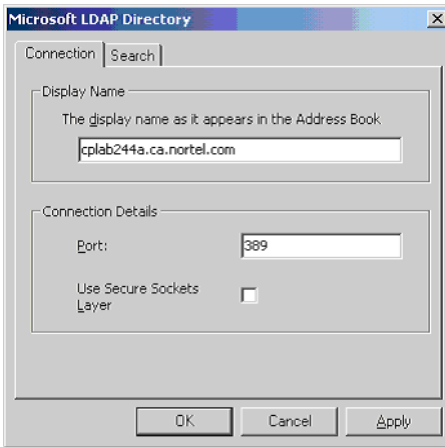 Microsoft LDAP Directory
Connection
Search
Display Name
The display name as it appears in the Address Book
cplab244a.ca.nortel.com
Connection Details
Port:
389
Use Secure Sockets
Layer
OK
Cancel
Apply